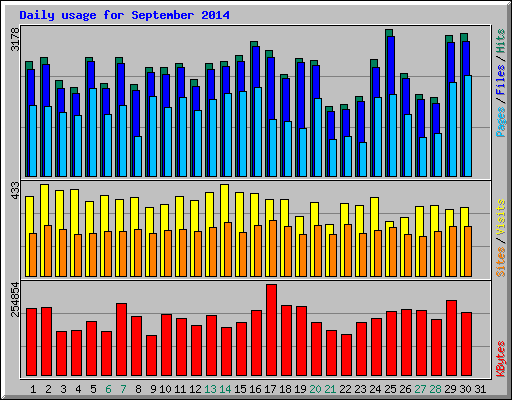 Daily usage for September 2014
3178
433
254854
Pages / Files / Hits
Sites / Visits
KBytes
1 2 3 4 5 6 7 8 9 10 11 12 13 14 15 16 17 18 19 20 21 22 23 24 25 26 27 28 29 30 31